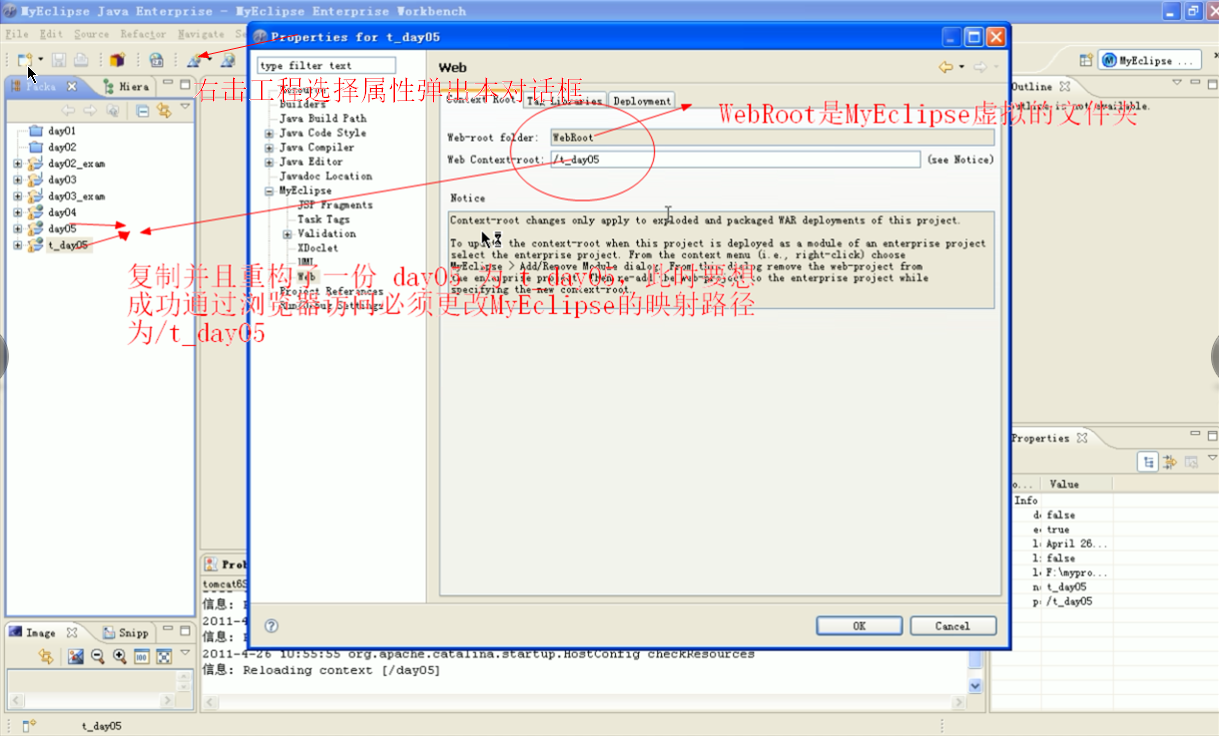 MyEclipse Java Enterprise - MyEclipse Enterprise Workbench
File Edit Source Refactor Navigate
Properties for t_day05
type filter text
Web
MyEclipse ...
Hiera
右击工程选择属性弹出本对话框
Outline
Builders
Context Root Tag Libraries Deployment
WebRoot是MyEclipse虚拟的文件夹
Java Build Path
Java Code Style
Java Compiler
Java Editor
Javadoc Location
MyEclipse
JSP Fragments
Task Tags
Validation
XDoclet
UML
Web
Project References
day01
day02
day02_exam
day03
day03_exam
day04
day05
t_day05
Web-root folder: WebRoot
Web Context-root: /t_day05 (see Notice)
Notice
Context-root changes only apply to exploded and packaged WAR deployments of this project.
To update the context-root when this project is deployed as a module of an enterprise project
select the enterprise project. From the context menu (i.e., right-click) choose
MyEclipse > Add/Remove Module dialog. From this dialog remove the web-project from
the enterprise project. Then re-add the web-project to the enterprise project while
specifying the new context-root.
复制并且重构了一份 day05 为 t_day05，此时要想
成功通过浏览器访问必须更改MyEclipse的映射路径
为/t_day05
Properties
Value
Info
false
true
April 26...
false
F:\mypro...
t_day05
/t_day05
OK Cancel
Image Snipp
Prob
tomcat6S
信息:
2011-4
信息:
2011-4-26 10:55:55 org.apache.catalina.startup.HostConfig checkResources
信息: Reloading context [/day05]
t_day05